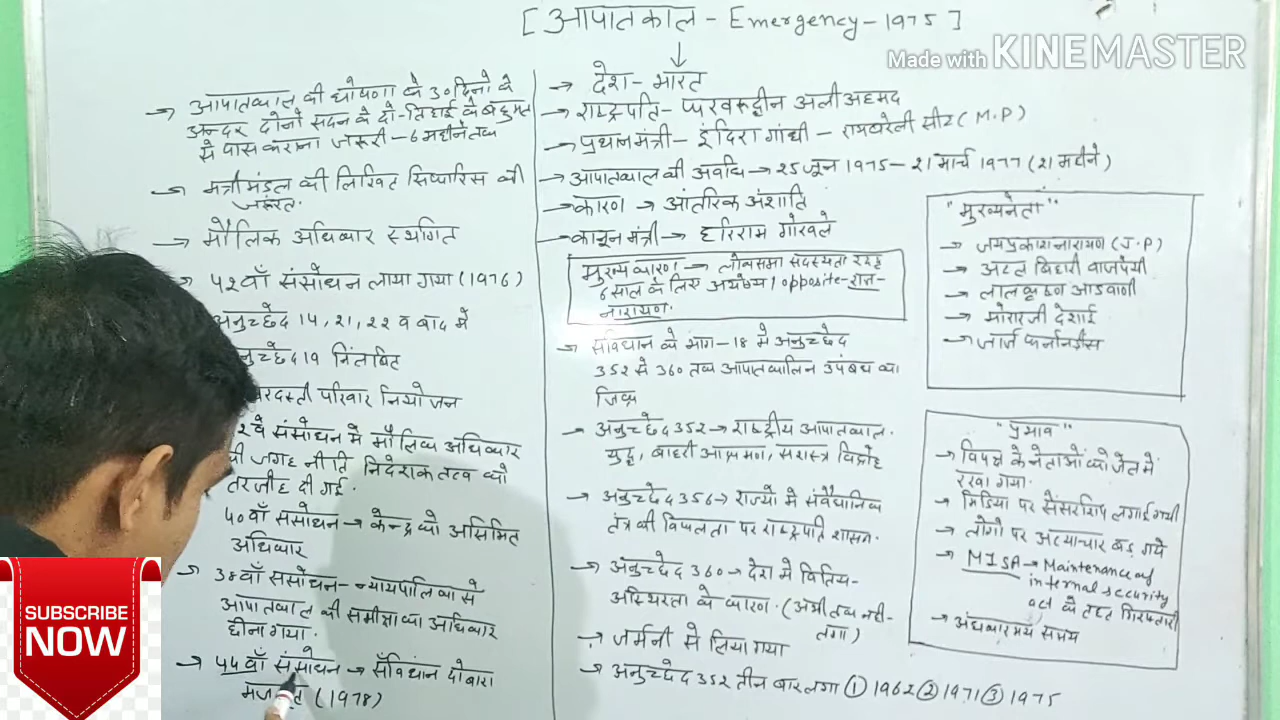 [आपातकाल - Emergency - 1975]
Made with KINEMASTER
→ देश - भारत
→ राष्ट्रपति - फखरूद्दीन अली अहमद
→ प्रधानमंत्री - इंदिरा गांधी - रायबरेली सीट (M.P)
→ आपातकाल की अवधि → 25 जून 1975 - 21 मार्च 1977 (21 महीने)
→ कारण → आंतरिक अंशाति
→ कानुन मंत्री → हरिराम गोखले
मुख्य कारण → लोकसभा सदस्यता रद्द
6 साल के लिए अयोग्य / opposite - राज-
नारायण.
→ संविधान के भाग - 18 मे अनुच्छेद
352 से 360 तक आपातकालिन उपबंध का
जिक्र
→ अनुच्छेद 352 → राष्ट्रीय आपातकाल.
युद्ध, बाहरी आक्रमण, सशस्त्र विद्रोह
→ अनुच्छेद 356 → राज्यो मे संवैधानिक
तंत्र की विफलता पर राष्ट्रपति शासन.
→ अनुच्छेद 360 → देश मे वित्तिय-
अस्थिरता के कारण. (अभी तक नही-
लगा)
→ जर्मनी से लिया गया
→ अनुच्छेद 352 तीन बार लगा ① 1962 ② 1971 ③ 1975
"मुख्यनेता"
→ जयप्रकाश नारायण (J.P)
→ अटल बिहारी वाजपेयी
→ लालकृष्ण आडवाणी
→ मोरारजी देशाई
→ जार्ज फर्नानडीस
"प्रभाव"
→ विपक्ष के नेताओ को जेल मे
रखा गया.
→ मिडिया पर सेंसरशिप लगाई गयी
→ लोगो पर अत्याचार बढ़ गये
→ MISA → Maintenance of
internal security
act के तहत गिरफ्तारी
→ अंधकारमय समय
→ आपातकाल की घोषणा के 30 दिनो के
अन्दर दोनो सदन के दो-तिहाई के बहुमत
से पास कराना जरूरी - 6 महीने तक
→ मंत्रीमंडल की लिखित सिफारिस की
जरूरत.
→ मौलिक अधिकार स्थगित
→ 42वाँ संसोधन लाया गया (1976)
अनुच्छेद 14, 21, 22 व बाद मे
19 निलंबित
परिवार नियोजन
संसोधन मे मौलिक अधिकार
की जगह नीति निदेशक तत्व को
तरजीह दी गई.
40वाँ संसोधन → केन्द्र को असिमित
अधिकार
→ 38वाँ संसोधन - न्यायपालिका से
आपातकाल की समीक्षा का अधिकार
छीना गया.
→ 44वाँ संसोधन → सँविधान दोबारा
(1978)
SUBSCRIBE
NOW